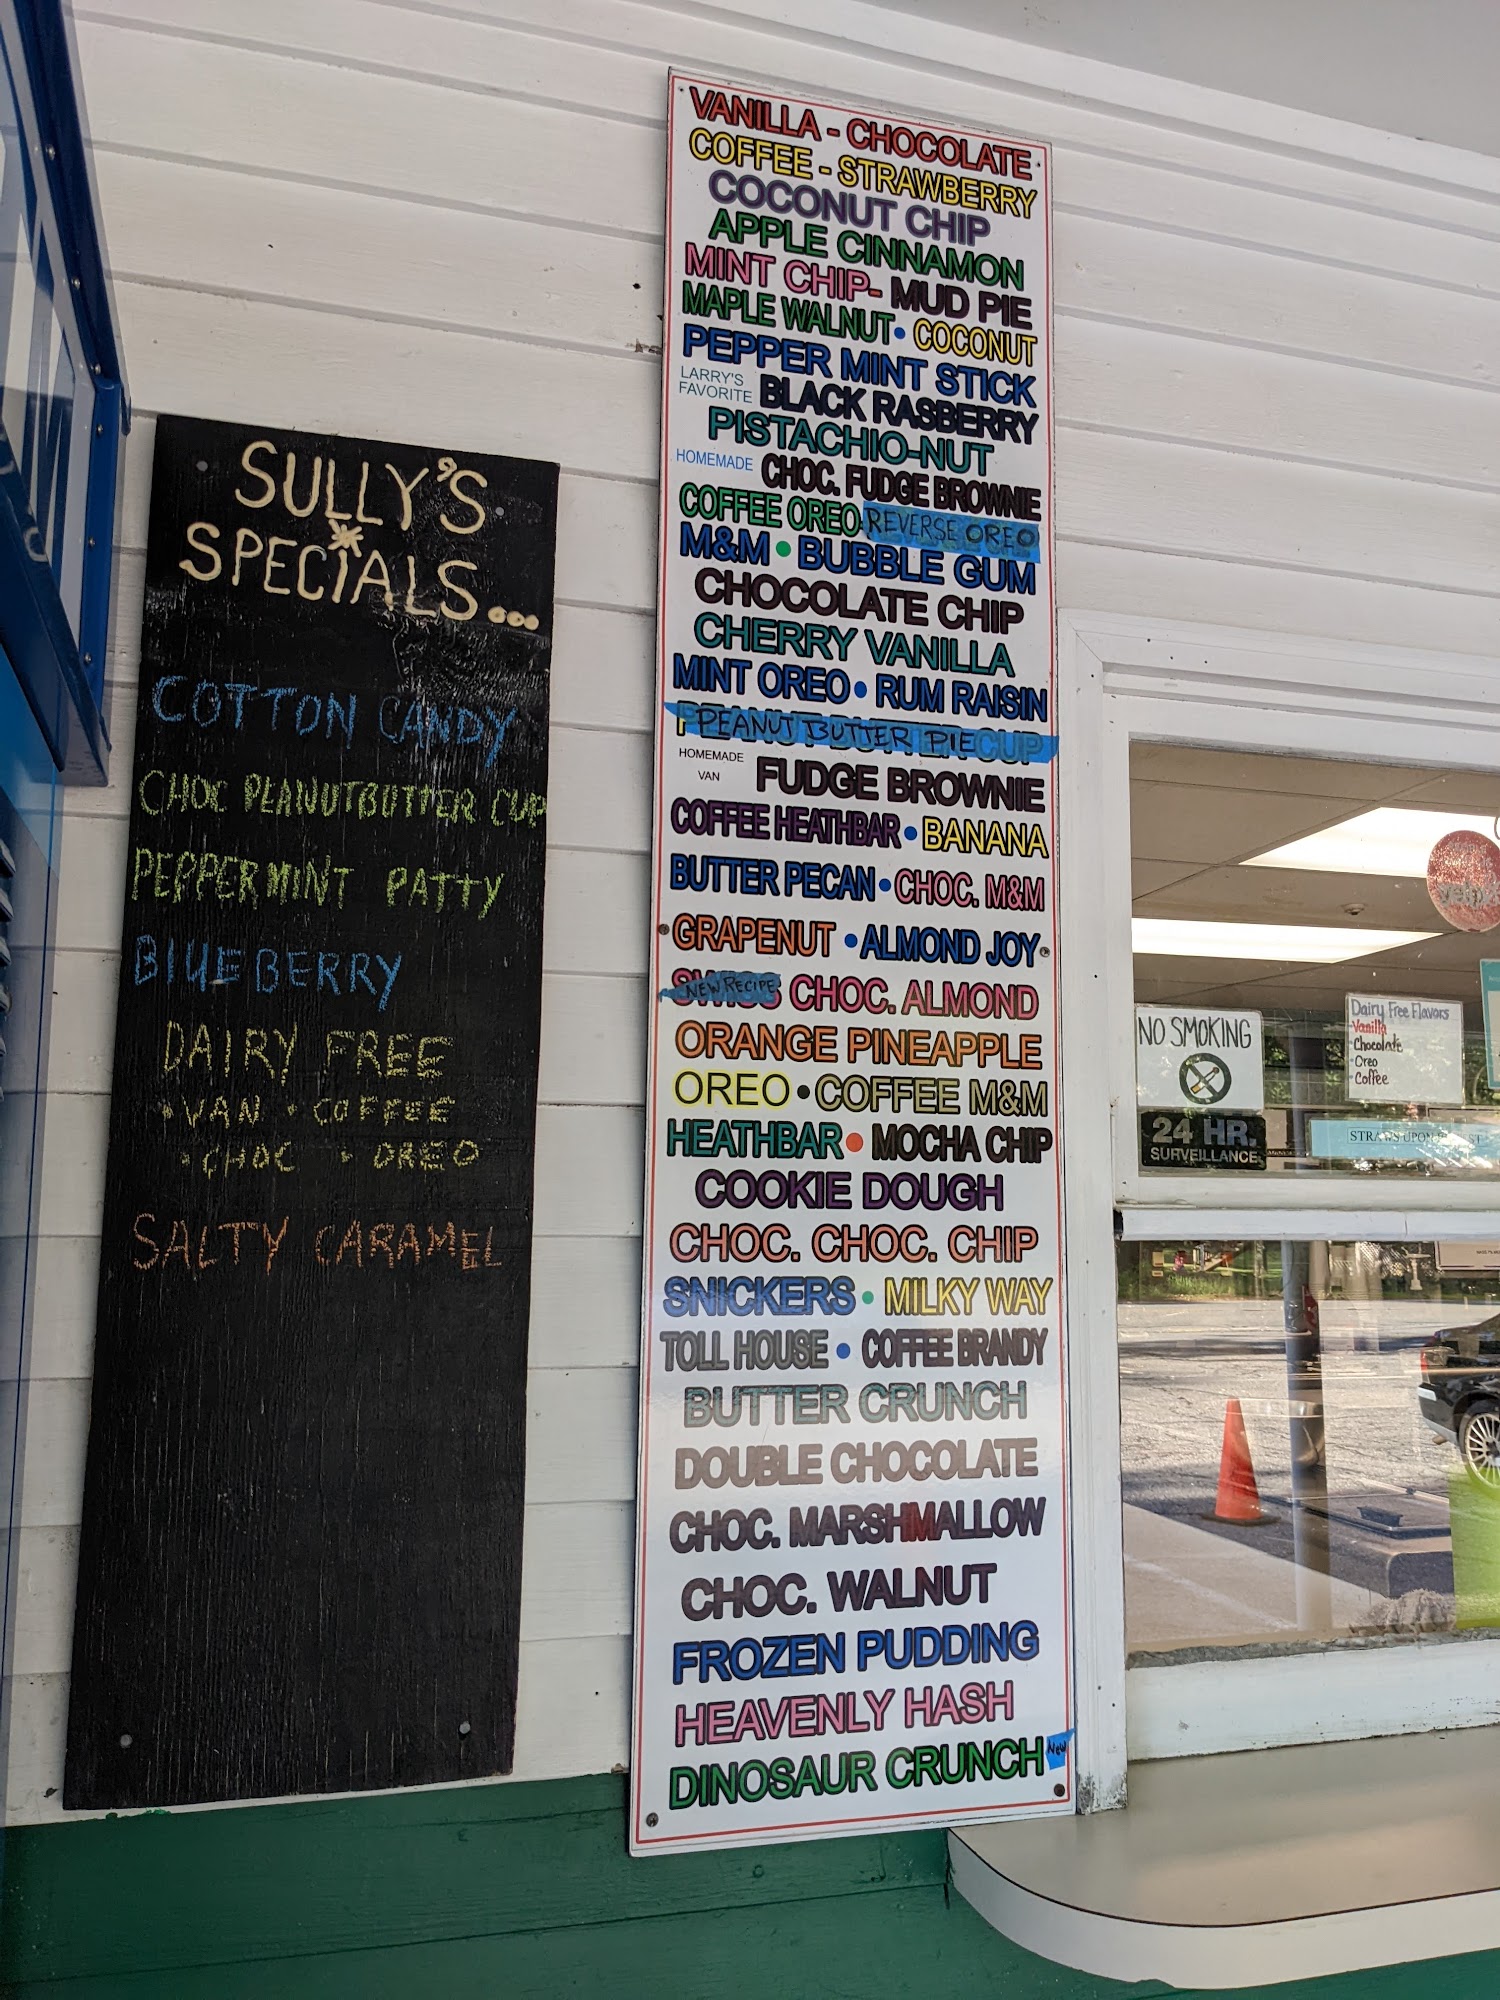 SULLY'S
SPECIALS...
COTTON CANDY
CHOC PEANUTBUTTER CUP
PEPPERMINT PATTY
BLUEBERRY
DAIRY FREE
•VAN •COFFEE
•CHOC •OREO
SALTY CARAMEL
VANILLA - CHOCOLATE
COFFEE - STRAWBERRY
COCONUT CHIP
APPLE CINNAMON
MINT CHIP- MUD PIE
MAPLE WALNUT• COCONUT
PEPPER MINT STICK
LARRY'S
FAVORITE BLACK RASBERRY
PISTACHIO-NUT
HOMEMADE CHOC. FUDGE BROWNIE
COFFEE OREO REVERSE OREO
M&M • BUBBLE GUM
CHOCOLATE CHIP
CHERRY VANILLA
MINT OREO • RUM RAISIN
PEANUT BUTTER PIE CUP
HOMEMADE
VAN FUDGE BROWNIE
COFFEE HEATHBAR • BANANA
BUTTER PECAN • CHOC. M&M
GRAPENUT • ALMOND JOY
NEW RECIPE CHOC. ALMOND
ORANGE PINEAPPLE
OREO • COFFEE M&M
HEATHBAR • MOCHA CHIP
COOKIE DOUGH
CHOC. CHOC. CHIP
SNICKERS • MILKY WAY
TOLL HOUSE • COFFEE BRANDY
BUTTER CRUNCH
DOUBLE CHOCOLATE
CHOC. MARSHMALLOW
CHOC. WALNUT
FROZEN PUDDING
HEAVENLY HASH
DINOSAUR CRUNCH New
NO SMOKING
24 HR.
SURVEILLANCE
Dairy Free Flavors
•Vanilla
•Chocolate
•Oreo
•Coffee